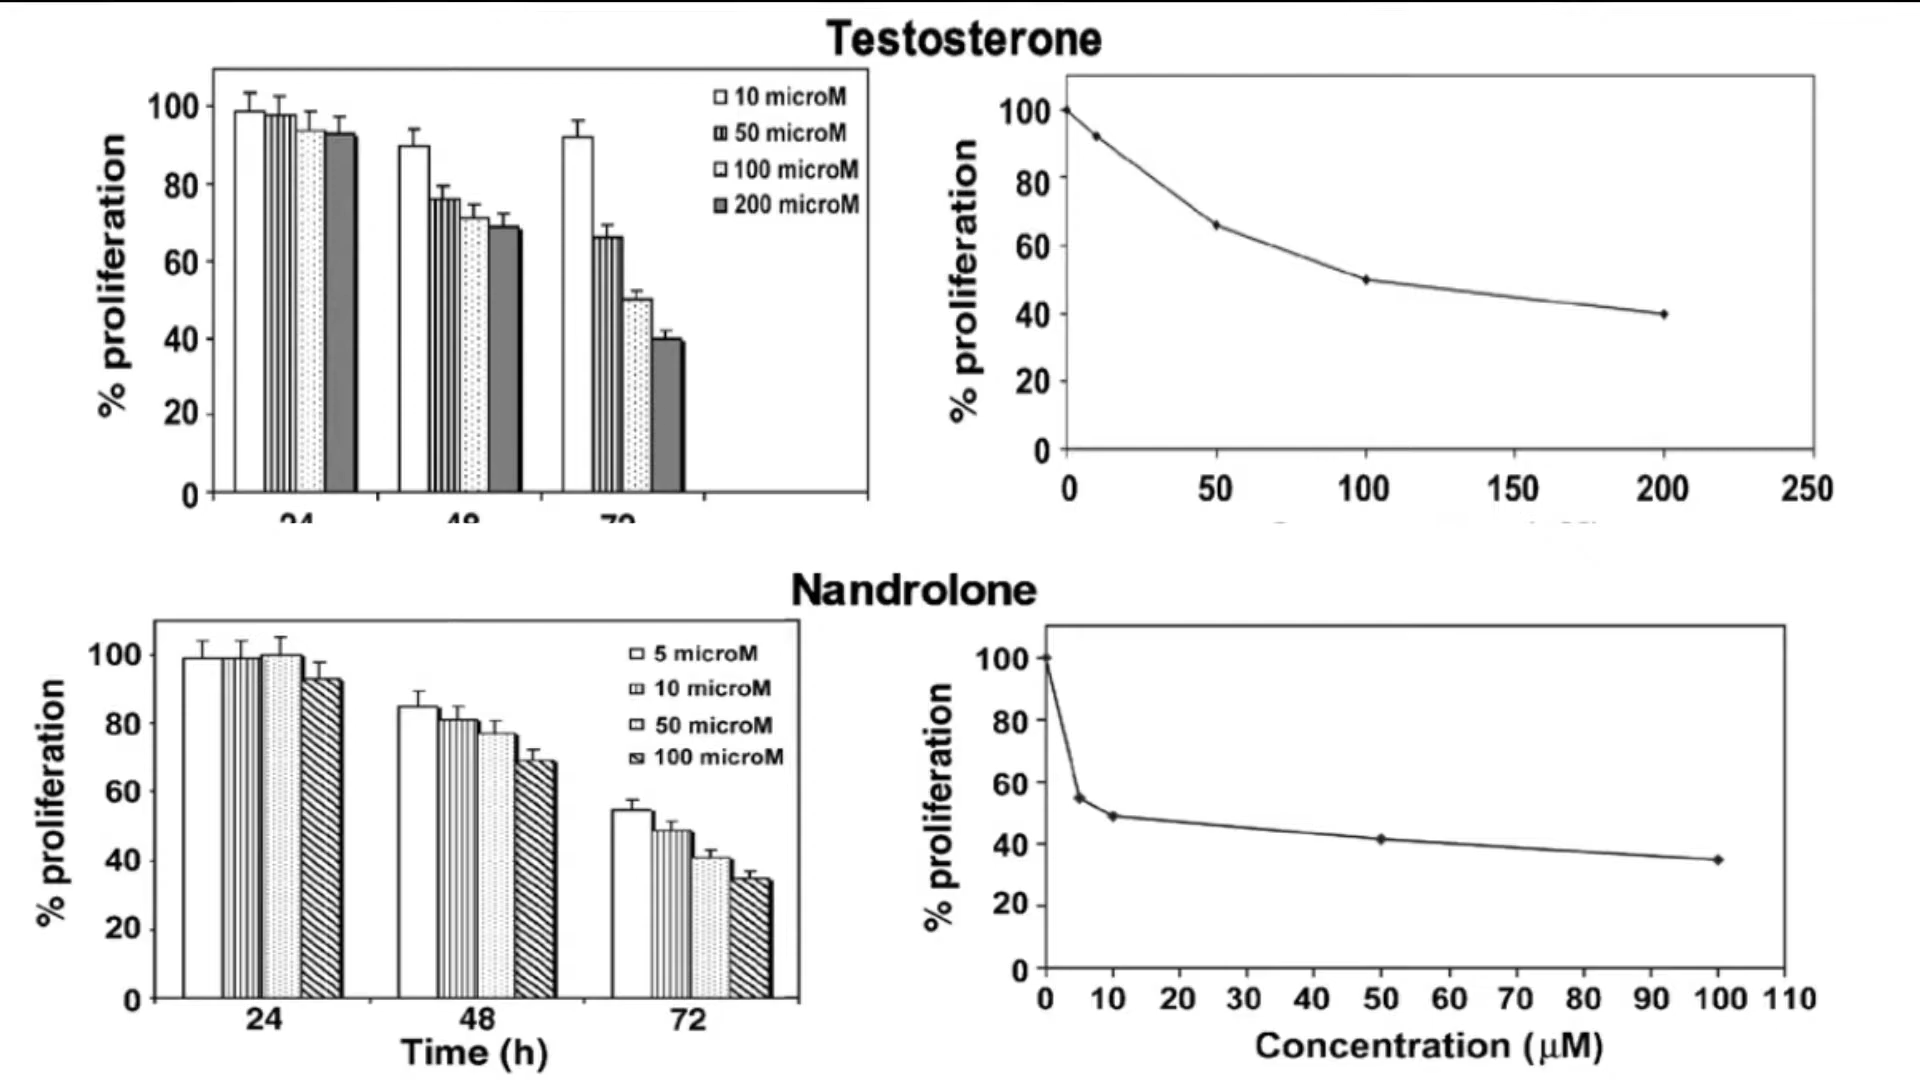 Testosterone
% proliferation
100
80
60
40
20
0
10 microM
50 microM
100 microM
200 microM
24 48 72
% proliferation
100
80
60
40
20
0
0 50 100 150 200 250
Nandrolone
% proliferation
100
80
60
40
20
0
5 microM
10 microM
50 microM
100 microM
24 48 72
Time (h)
% proliferation
100
80
60
40
20
0
0 10 20 30 40 50 60 70 80 90 100 110
Concentration (μM)